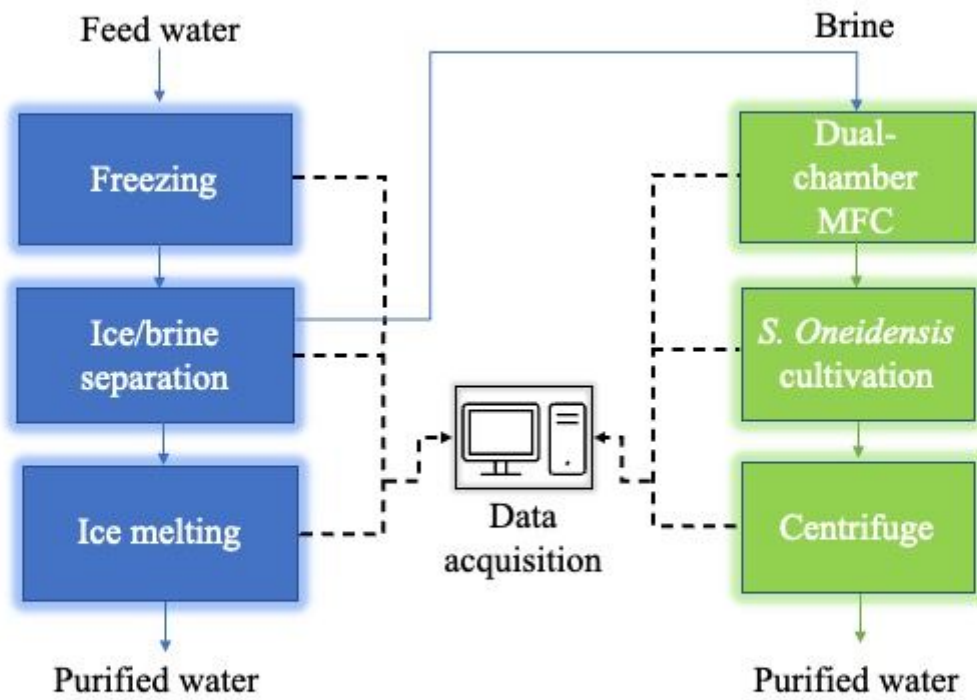 Feed water
Freezing
Ice/brine
separation
Ice melting
Purified water
Data
acquisition
Brine
Dual-
chamber
MFC
S. Oneidensis
cultivation
Centrifuge
Purified water